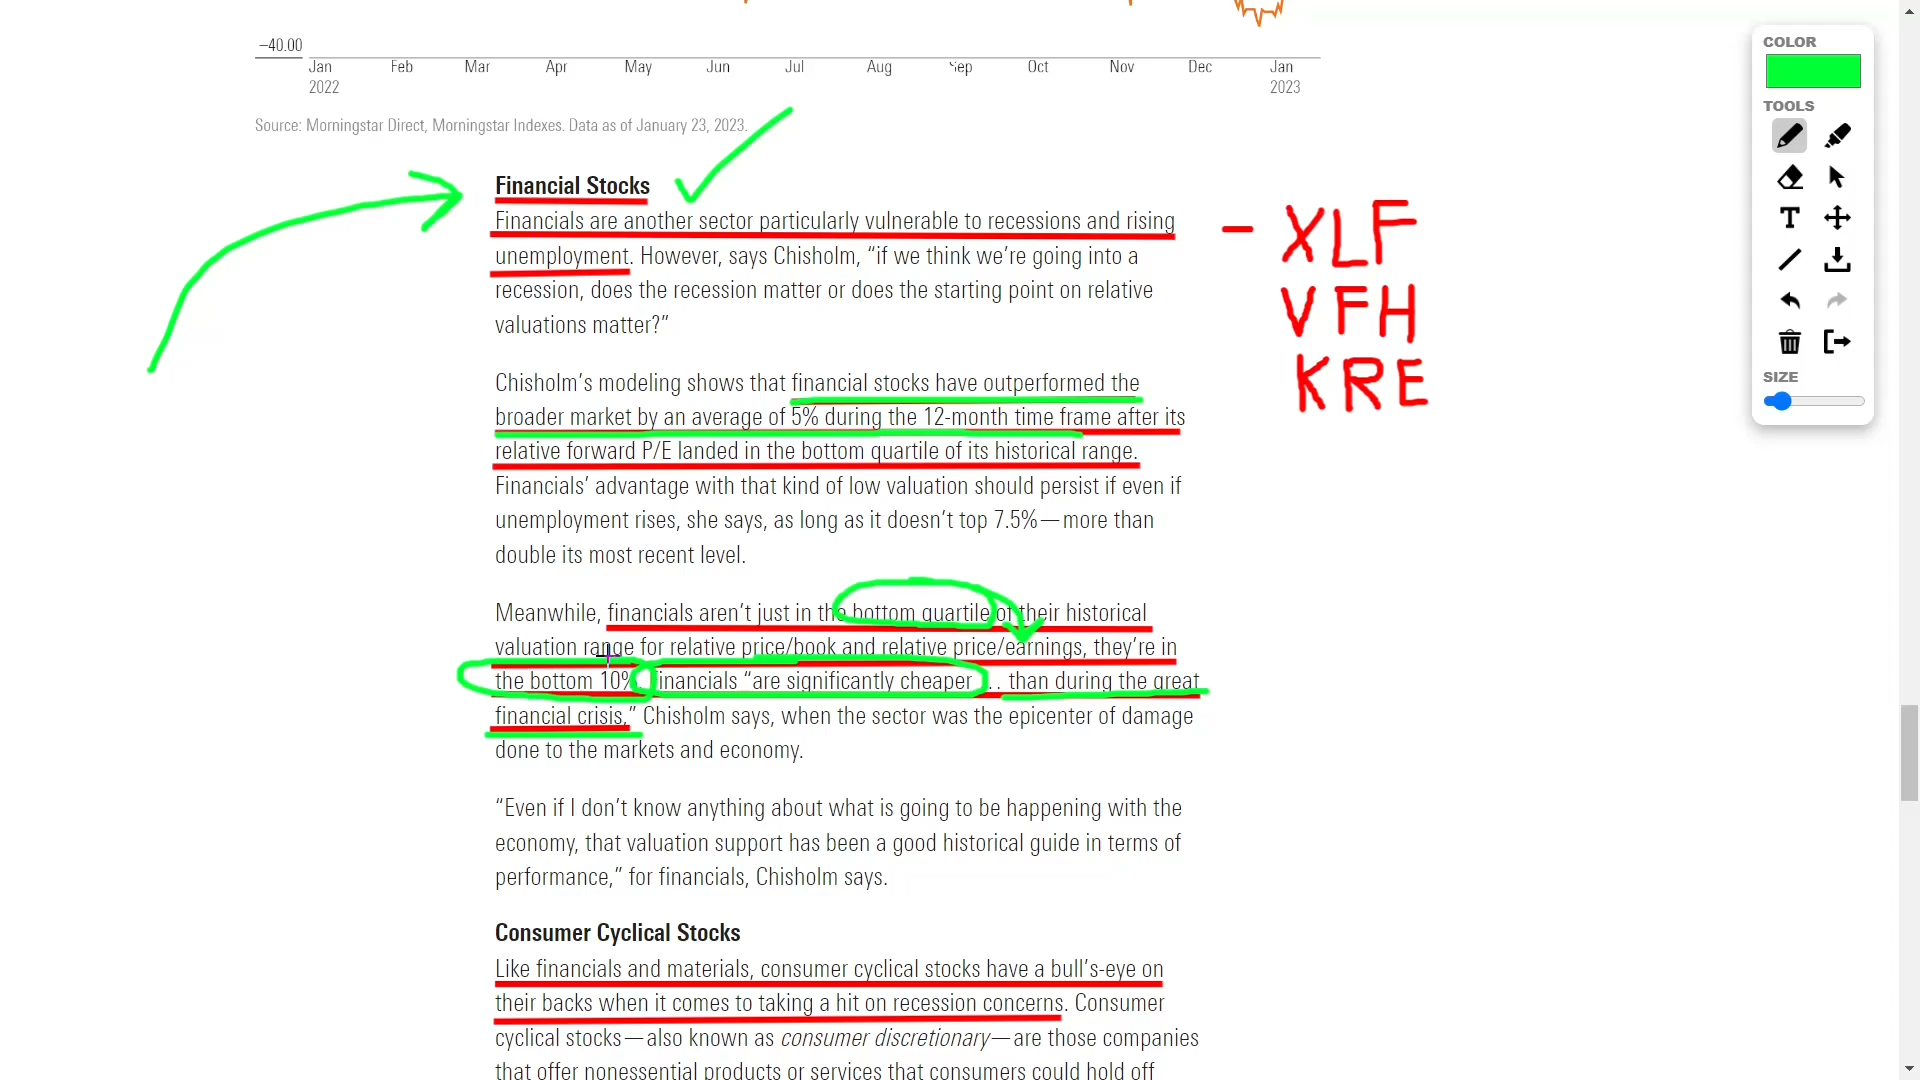 −40.00
Jan Feb Mar Apr May Jun Jul Aug Sep Oct Nov Dec Jan
2022 2023
Source: Morningstar Direct, Morningstar Indexes. Data as of January 23, 2023.
Financial Stocks
Financials are another sector particularly vulnerable to recessions and rising
unemployment. However, says Chisholm, “if we think we’re going into a
recession, does the recession matter or does the starting point on relative
valuations matter?”
Chisholm’s modeling shows that financial stocks have outperformed the
broader market by an average of 5% during the 12-month time frame after its
relative forward P/E landed in the bottom quartile of its historical range.
Financials’ advantage with that kind of low valuation should persist if even if
unemployment rises, she says, as long as it doesn’t top 7.5%—more than
double its most recent level.
Meanwhile, financials aren’t just in the bottom quartile of their historical
valuation range for relative price/book and relative price/earnings, they’re in
the bottom 10%. Financials “are significantly cheaper . . . than during the great
financial crisis,” Chisholm says, when the sector was the epicenter of damage
done to the markets and economy.
“Even if I don’t know anything about what is going to be happening with the
economy, that valuation support has been a good historical guide in terms of
performance,” for financials, Chisholm says.
Consumer Cyclical Stocks
Like financials and materials, consumer cyclical stocks have a bull’s-eye on
their backs when it comes to taking a hit on recession concerns. Consumer
cyclical stocks—also known as consumer discretionary—are those companies
that offer nonessential products or services that consumers could hold off
- XLF
VFH
KRE
COLOR
TOOLS
T
SIZE